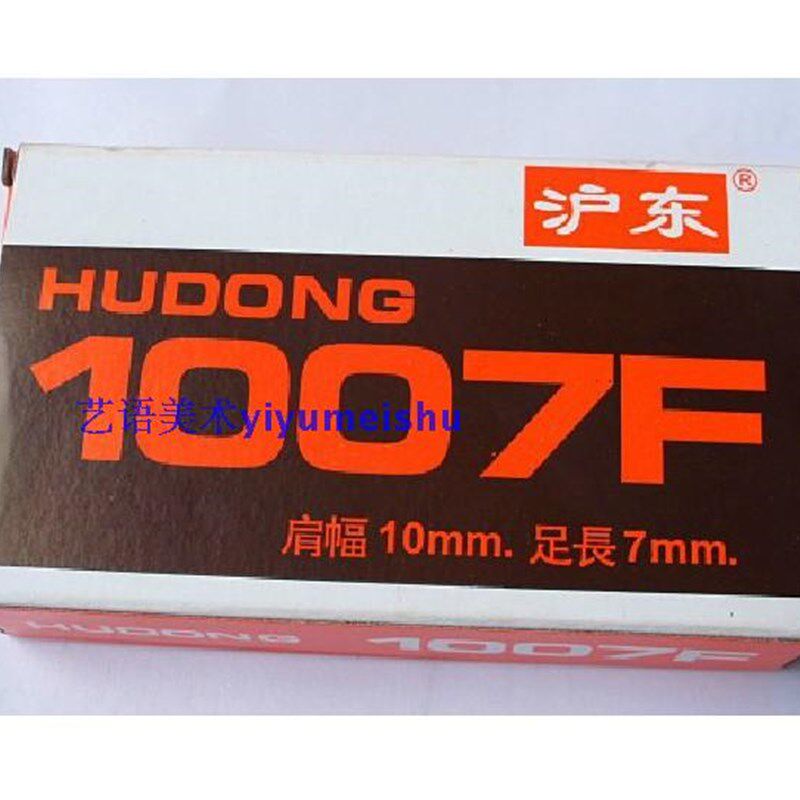 沪东®
HUDONG
1007F
艺语美术yiyumeishu
肩幅 10mm. 足長 7mm.
HUDONG 1007F